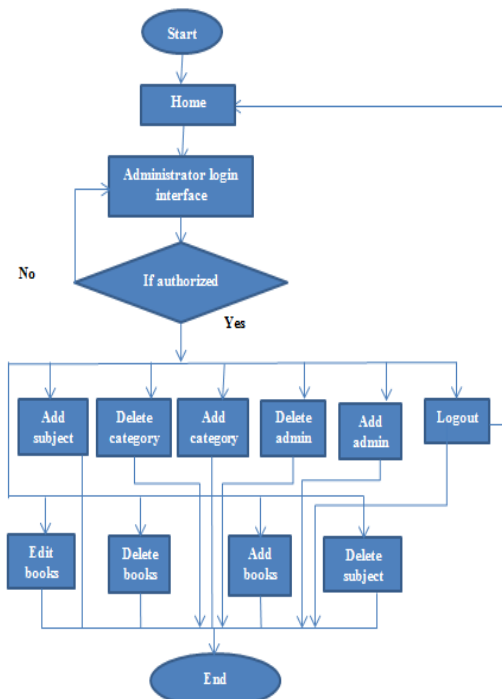 Start
Home
Administrator login
interface
If authorized
No
Yes
Add
subject
Delete
category
Add
category
Delete
admin
Add
admin
Logout
Edit
books
Delete
books
Add
books
Delete
subject
End